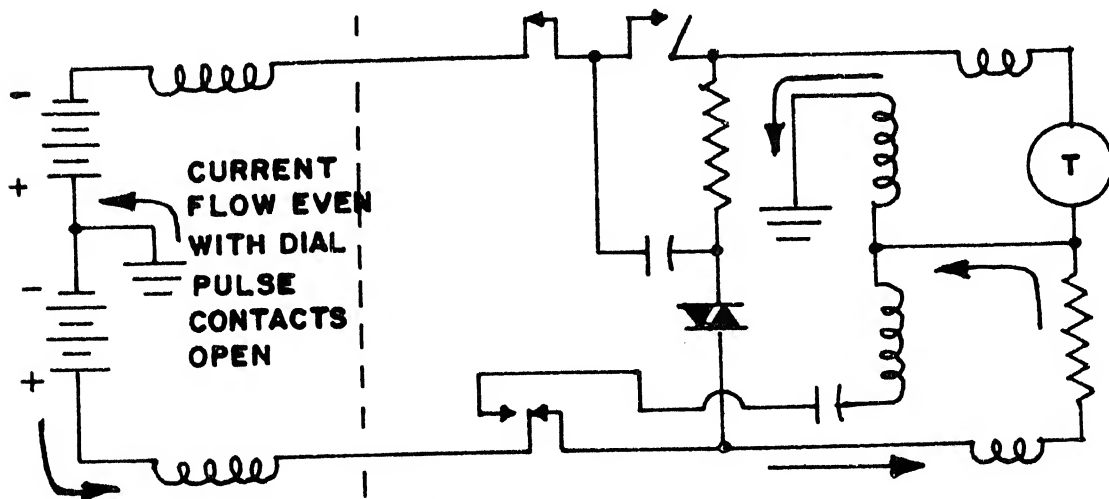 -
+
CURRENT
FLOW EVEN
WITH DIAL
PULSE
CONTACTS
OPEN
-
+
T